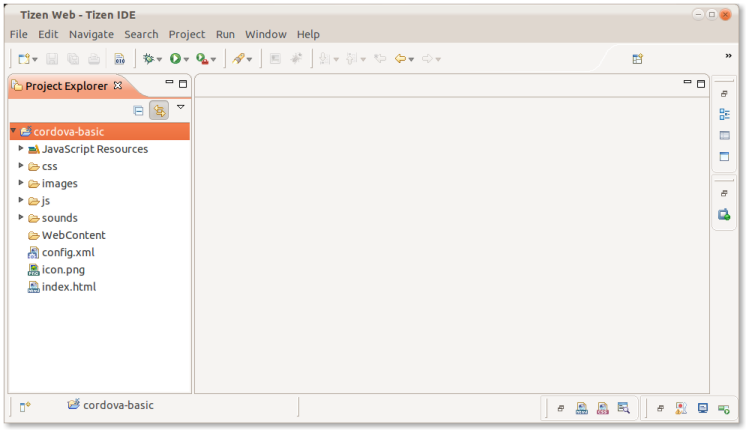 Tizen Web - Tizen IDE
File Edit Navigate Search Project Run Window Help
Project Explorer
cordova-basic
JavaScript Resources
css
images
js
sounds
WebContent
config.xml
icon.png
index.html
cordova-basic